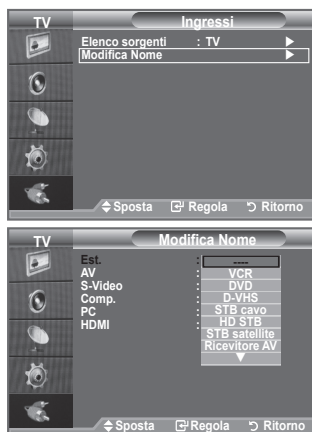 TV Ingressi
Elenco sorgenti : TV
Modifica Nome
Sposta Regola Ritorno
TV Modifica Nome
Est. : ----
AV : VCR
S-Video : DVD
Comp. : D-VHS
PC : STB cavo
HDMI : HD STB
STB satellite
Ricevitore AV
Sposta Regola Ritorno